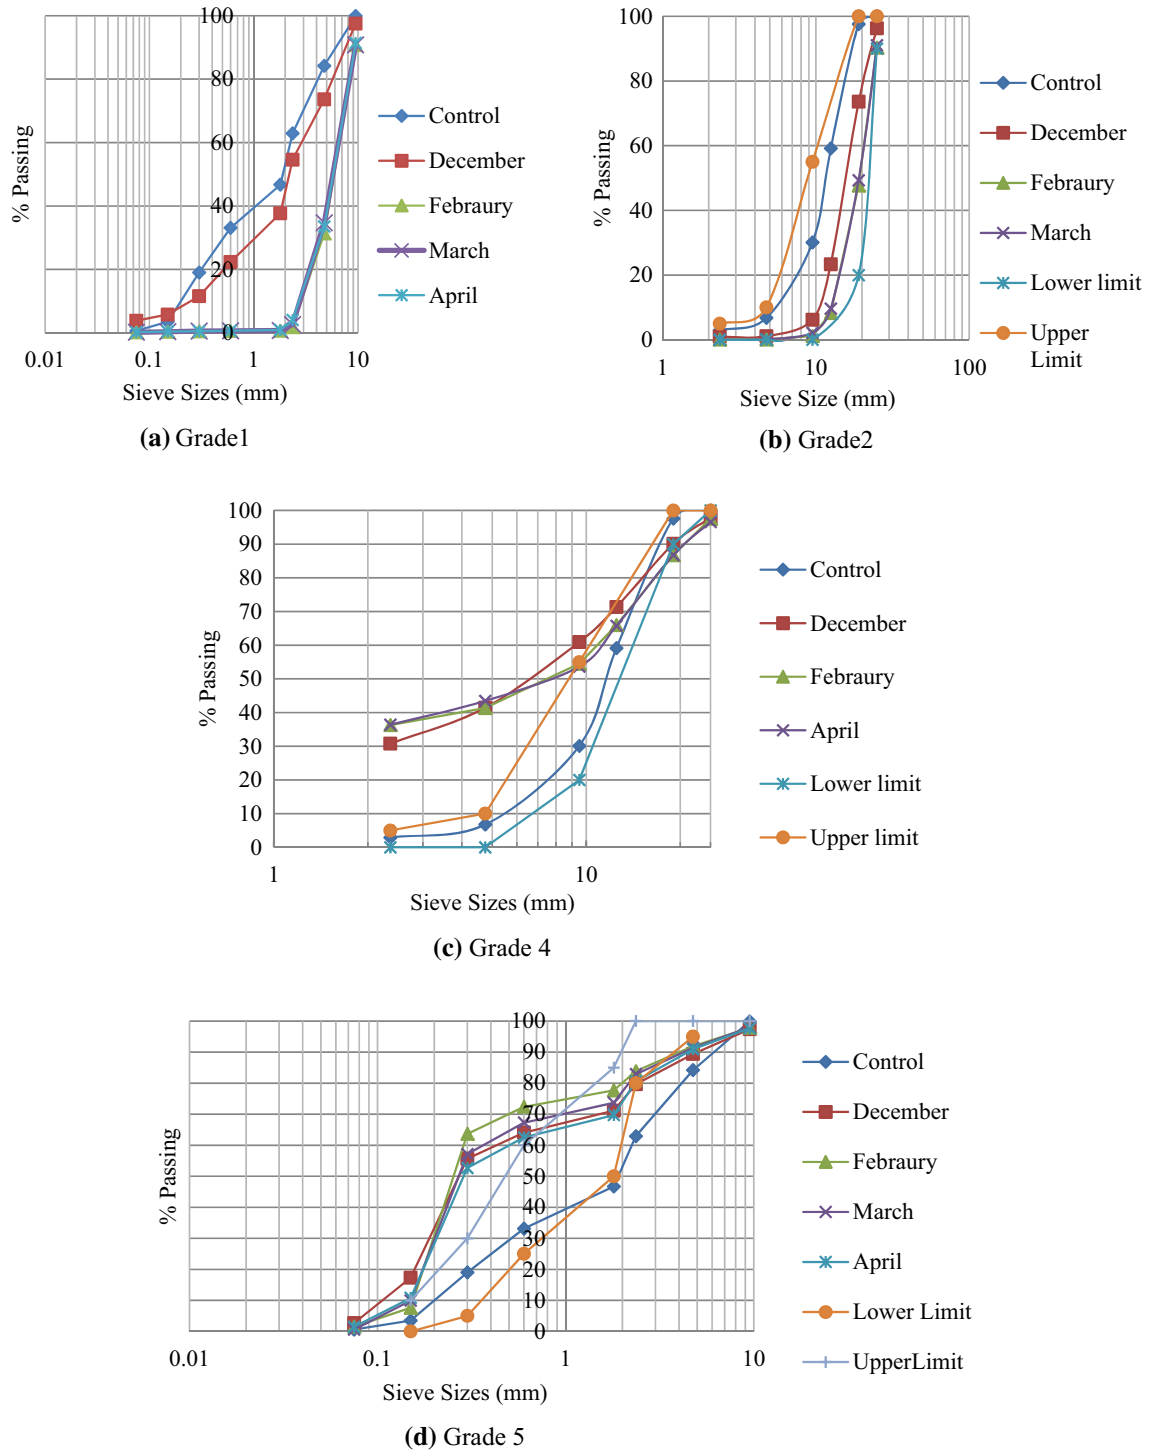 100
80
60
40
20
0
0.01 0.1 1 10
% Passing
Sieve Sizes (mm)
Control
December
Febraury
March
April
(a) Grade1
100
80
60
40
20
0
1 10 100
% Passing
Sieve Size (mm)
Control
December
Febraury
March
Lower limit
Upper
Limit
(b) Grade2
100
90
80
70
60
50
40
30
20
10
0
1 10
% Passing
Sieve Sizes (mm)
Control
December
Febraury
April
Lower limit
Upper limit
(c) Grade 4
100
90
80
70
60
50
40
30
20
10
0
0.01 0.1 1 10
% Passing
Sieve Sizes (mm)
Control
December
Febraury
March
April
Lower Limit
UpperLimit
(d) Grade 5